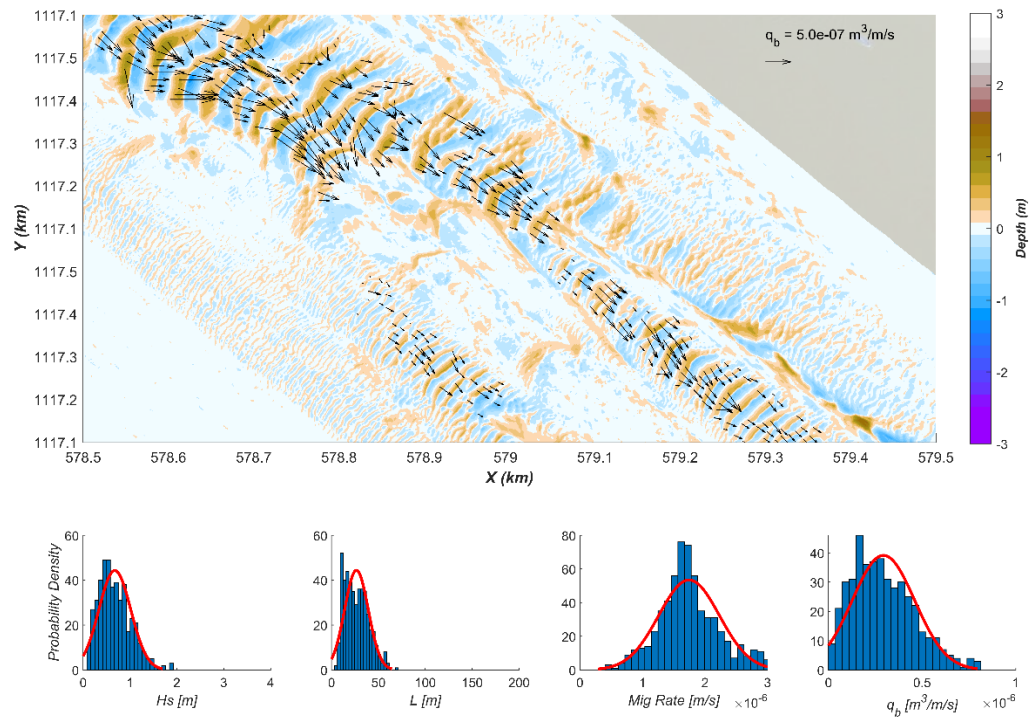 1117.1
1117.5
1117.4
1117.3
1117.2
1117.1
1117.5
1117.3
1117.2
1117.1
Y (km)
578.5 578.6 578.7 578.8 578.9 579 579.1 579.2 579.3 579.4 579.5
X (km)
q_b = 5.0e-07 m^3/m/s
3
2
1
0
-1
-2
-3
Depth (m)
Probability Density
60
40
20
0
0 2 4
Hs [m]
60
40
20
0
0 50 100 150 200
L [m]
80
60
40
20
0
0 1 2 3
×10^-6
Mig Rate [m/s]
40
30
20
10
0
0 0.5 1
×10^-6
q_b [m^3/m/s]